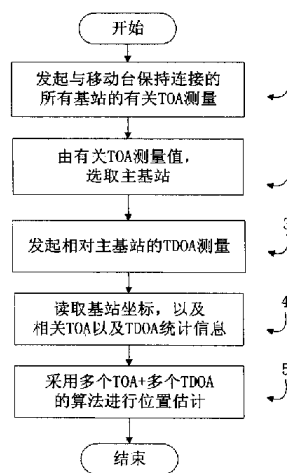 开始
发起与移动台保持连接的
所有基站的有关TOA测量
由有关TOA测量值,
选取主基站
发起相对主基站的TDOA测量
3
读取基站坐标, 以及
相关TOA以及TDOA统计信息
4
采用多个TOA+多个TDOA
的算法进行位置估计
5
结束